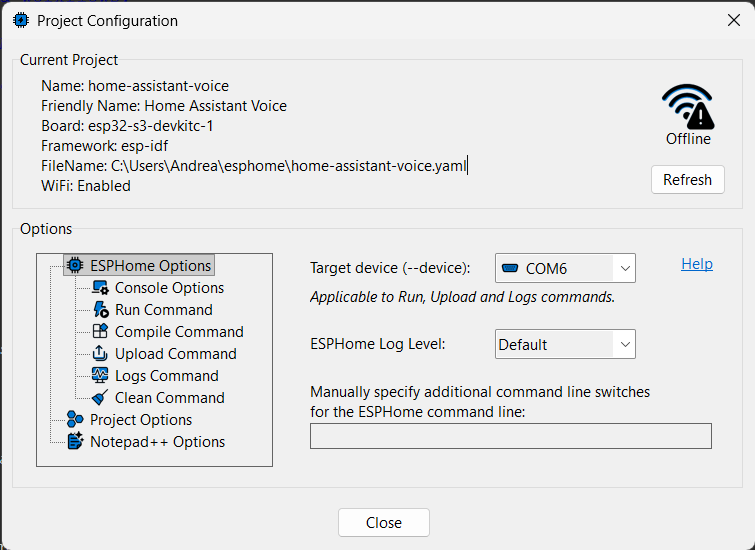 Project Configuration
Current Project
Name: home-assistant-voice
Friendly Name: Home Assistant Voice
Board: esp32-s3-devkitc-1
Framework: esp-idf
FileName: C:\Users\Andrea\esphome\home-assistant-voice.yaml
WiFi: Enabled
Offline
Refresh
Options
ESPHome Options
Console Options
Run Command
Compile Command
Upload Command
Logs Command
Clean Command
Project Options
Notepad++ Options
Target device (--device):
COM6
Help
Applicable to Run, Upload and Logs commands.
ESPHome Log Level:
Default
Manually specify additional command line switches
for the ESPHome command line:
Close